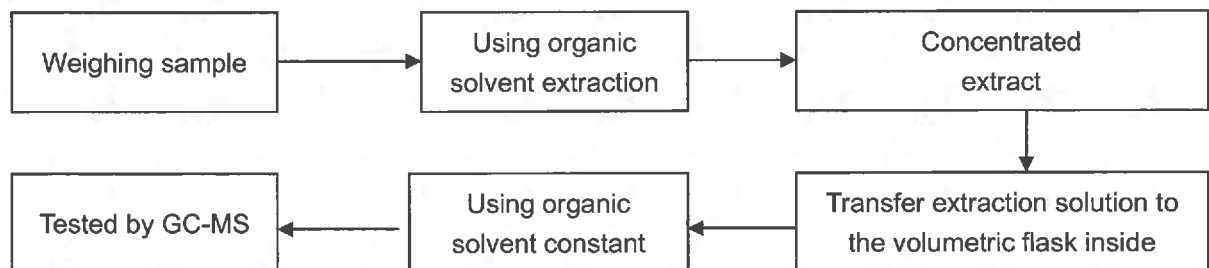 Weighing sample
Using organic
solvent extraction
Concentrated
extract
Transfer extraction solution to
the volumetric flask inside
Using organic
solvent constant
Tested by GC-MS